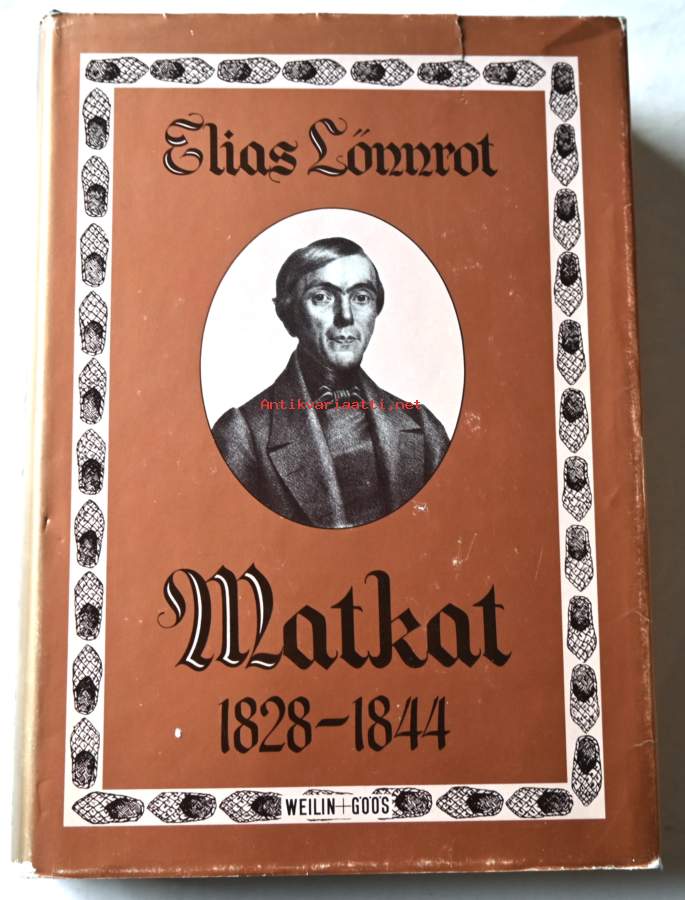 Elias Lönnrot
Antikvariaatti.net
Matkat
1828-1844
WEILIN+GÖÖS